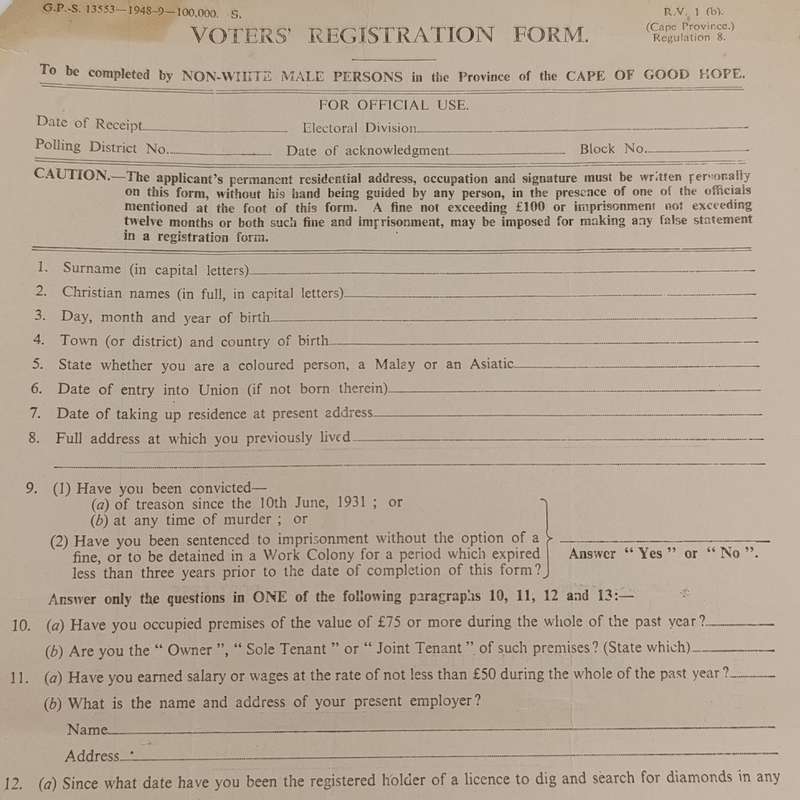 G.P.-S. 13553—1948-9—100,000. S.
R.V. 1 (b).
(Cape Province.)
Regulation 8.
VOTERS' REGISTRATION FORM.
To be completed by NON-WHITE MALE PERSONS in the Province of the CAPE OF GOOD HOPE.
FOR OFFICIAL USE.
Date of Receipt Electoral Division
Polling District No. Date of acknowledgment Block No.
CAUTION.—The applicant's permanent residential address, occupation and signature must be written personally
on this form, without his hand being guided by any person, in the presence of one of the officials
mentioned at the foot of this form. A fine not exceeding £100 or imprisonment not exceeding
twelve months or both such fine and imprisonment, may be imposed for making any false statement
in a registration form.
1. Surname (in capital letters)
2. Christian names (in full, in capital letters)
3. Day, month and year of birth
4. Town (or district) and country of birth
5. State whether you are a coloured person, a Malay or an Asiatic
6. Date of entry into Union (if not born therein)
7. Date of taking up residence at present address
8. Full address at which you previously lived
9. (1) Have you been convicted—
(a) of treason since the 10th June, 1931 ; or
(b) at any time of murder ; or
(2) Have you been sentenced to imprisonment without the option of a
fine, or to be detained in a Work Colony for a period which expired
less than three years prior to the date of completion of this form?
Answer "Yes" or "No".
Answer only the questions in ONE of the following paragraphs 10, 11, 12 and 13:—
10. (a) Have you occupied premises of the value of £75 or more during the whole of the past year?
(b) Are you the "Owner", "Sole Tenant" or "Joint Tenant" of such premises? (State which)
11. (a) Have you earned salary or wages at the rate of not less than £50 during the whole of the past year?
(b) What is the name and address of your present employer?
Name
Address
12. (a) Since what date have you been the registered holder of a licence to dig and search for diamonds in any